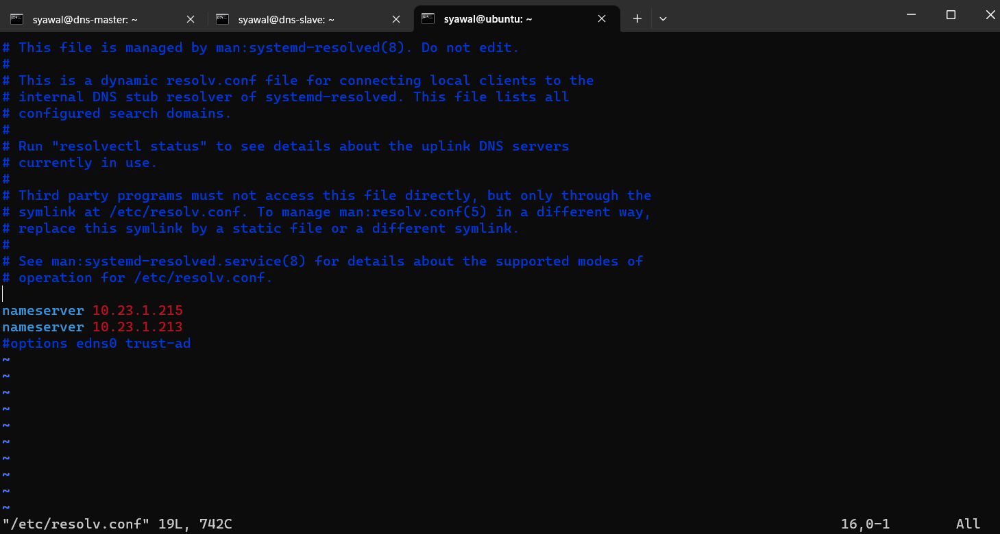 syawal@dns-master: ~
syawal@dns-slave: ~
syawal@ubuntu: ~
# This file is managed by man:systemd-resolved(8). Do not edit.
#
# This is a dynamic resolv.conf file for connecting local clients to the
# internal DNS stub resolver of systemd-resolved. This file lists all
# configured search domains.
#
# Run "resolvectl status" to see details about the uplink DNS servers
# currently in use.
#
# Third party programs must not access this file directly, but only through the
# symlink at /etc/resolv.conf. To manage man:resolv.conf(5) in a different way,
# replace this symlink by a static file or a different symlink.
#
# See man:systemd-resolved.service(8) for details about the supported modes of
# operation for /etc/resolv.conf.

nameserver 10.23.1.215
nameserver 10.23.1.213
#options edns0 trust-ad
~
~
~
~
~
~
~
~
~
~
"/etc/resolv.conf" 19L, 742C 16,0-1 All